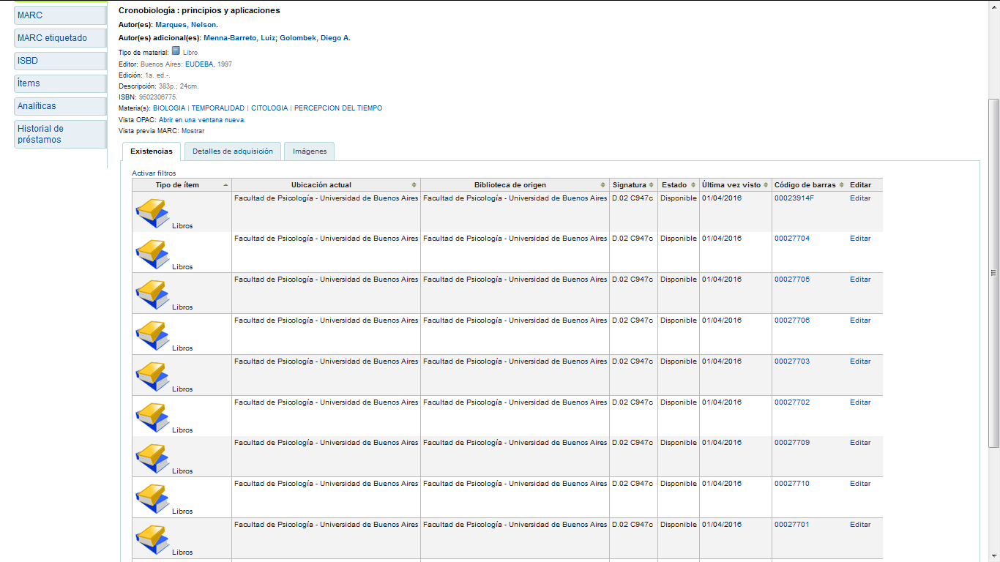 MARC
MARC etiquetado
ISBD
Ítems
Analíticas
Historial de
préstamos
Cronobiología : principios y aplicaciones
Autor(es): Marques, Nelson.
Autor(es) adicional(es): Menna-Barreto, Luiz; Golombek, Diego A.
Tipo de material: Libro
Editor: Buenos Aires: EUDEBA, 1997
Edición: 1a. ed.-.
Descripción: 383p.; 24cm.
ISBN: 9502306775.
Materia(s): BIOLOGIA | TEMPORALIDAD | CITOLOGIA | PERCEPCION DEL TIEMPO
Vista OPAC: Abrir en una ventana nueva.
Vista previa MARC: Mostrar
Existencias Detalles de adquisición Imágenes
Activar filtros
Tipo de ítem Ubicación actual Biblioteca de origen Signatura Estado Última vez visto Código de barras Editar
Libros Facultad de Psicología - Universidad de Buenos Aires Facultad de Psicología - Universidad de Buenos Aires D.02 C947c Disponible 01/04/2016 00023914F Editar
Libros Facultad de Psicología - Universidad de Buenos Aires Facultad de Psicología - Universidad de Buenos Aires D.02 C947c Disponible 01/04/2016 00027704 Editar
Libros Facultad de Psicología - Universidad de Buenos Aires Facultad de Psicología - Universidad de Buenos Aires D.02 C947c Disponible 01/04/2016 00027705 Editar
Libros Facultad de Psicología - Universidad de Buenos Aires Facultad de Psicología - Universidad de Buenos Aires D.02 C947c Disponible 01/04/2016 00027706 Editar
Libros Facultad de Psicología - Universidad de Buenos Aires Facultad de Psicología - Universidad de Buenos Aires D.02 C947c Disponible 01/04/2016 00027703 Editar
Libros Facultad de Psicología - Universidad de Buenos Aires Facultad de Psicología - Universidad de Buenos Aires D.02 C947c Disponible 01/04/2016 00027702 Editar
Libros Facultad de Psicología - Universidad de Buenos Aires Facultad de Psicología - Universidad de Buenos Aires D.02 C947c Disponible 01/04/2016 00027709 Editar
Libros Facultad de Psicología - Universidad de Buenos Aires Facultad de Psicología - Universidad de Buenos Aires D.02 C947c Disponible 01/04/2016 00027710 Editar
Libros Facultad de Psicología - Universidad de Buenos Aires Facultad de Psicología - Universidad de Buenos Aires D.02 C947c Disponible 01/04/2016 00027701 Editar